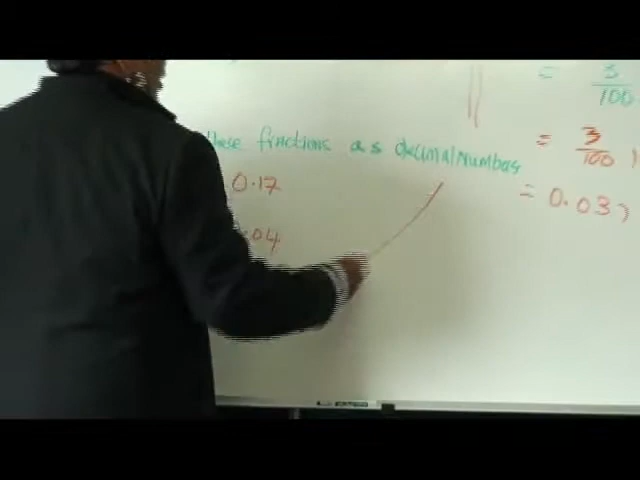 these fractions as decimal Numbers
0.17
.04
= 3/100
= 3/100 )
= 0.03 )